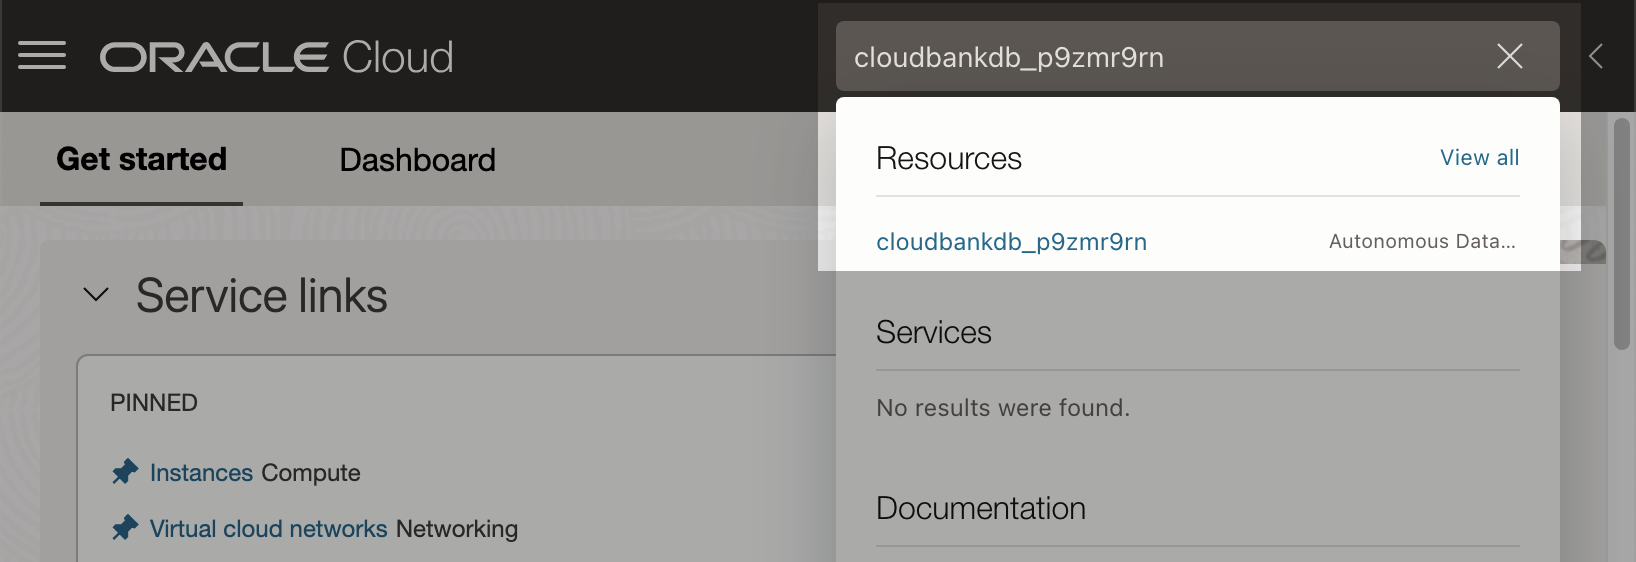 ORACLE Cloud
cloudbankdb_p9zmr9rn
Get started
Dashboard
Resources
View all
cloudbankdb_p9zmr9rn
Autonomous Data...
Service links
Services
No results were found.
PINNED
Instances Compute
Virtual cloud networks Networking
Documentation